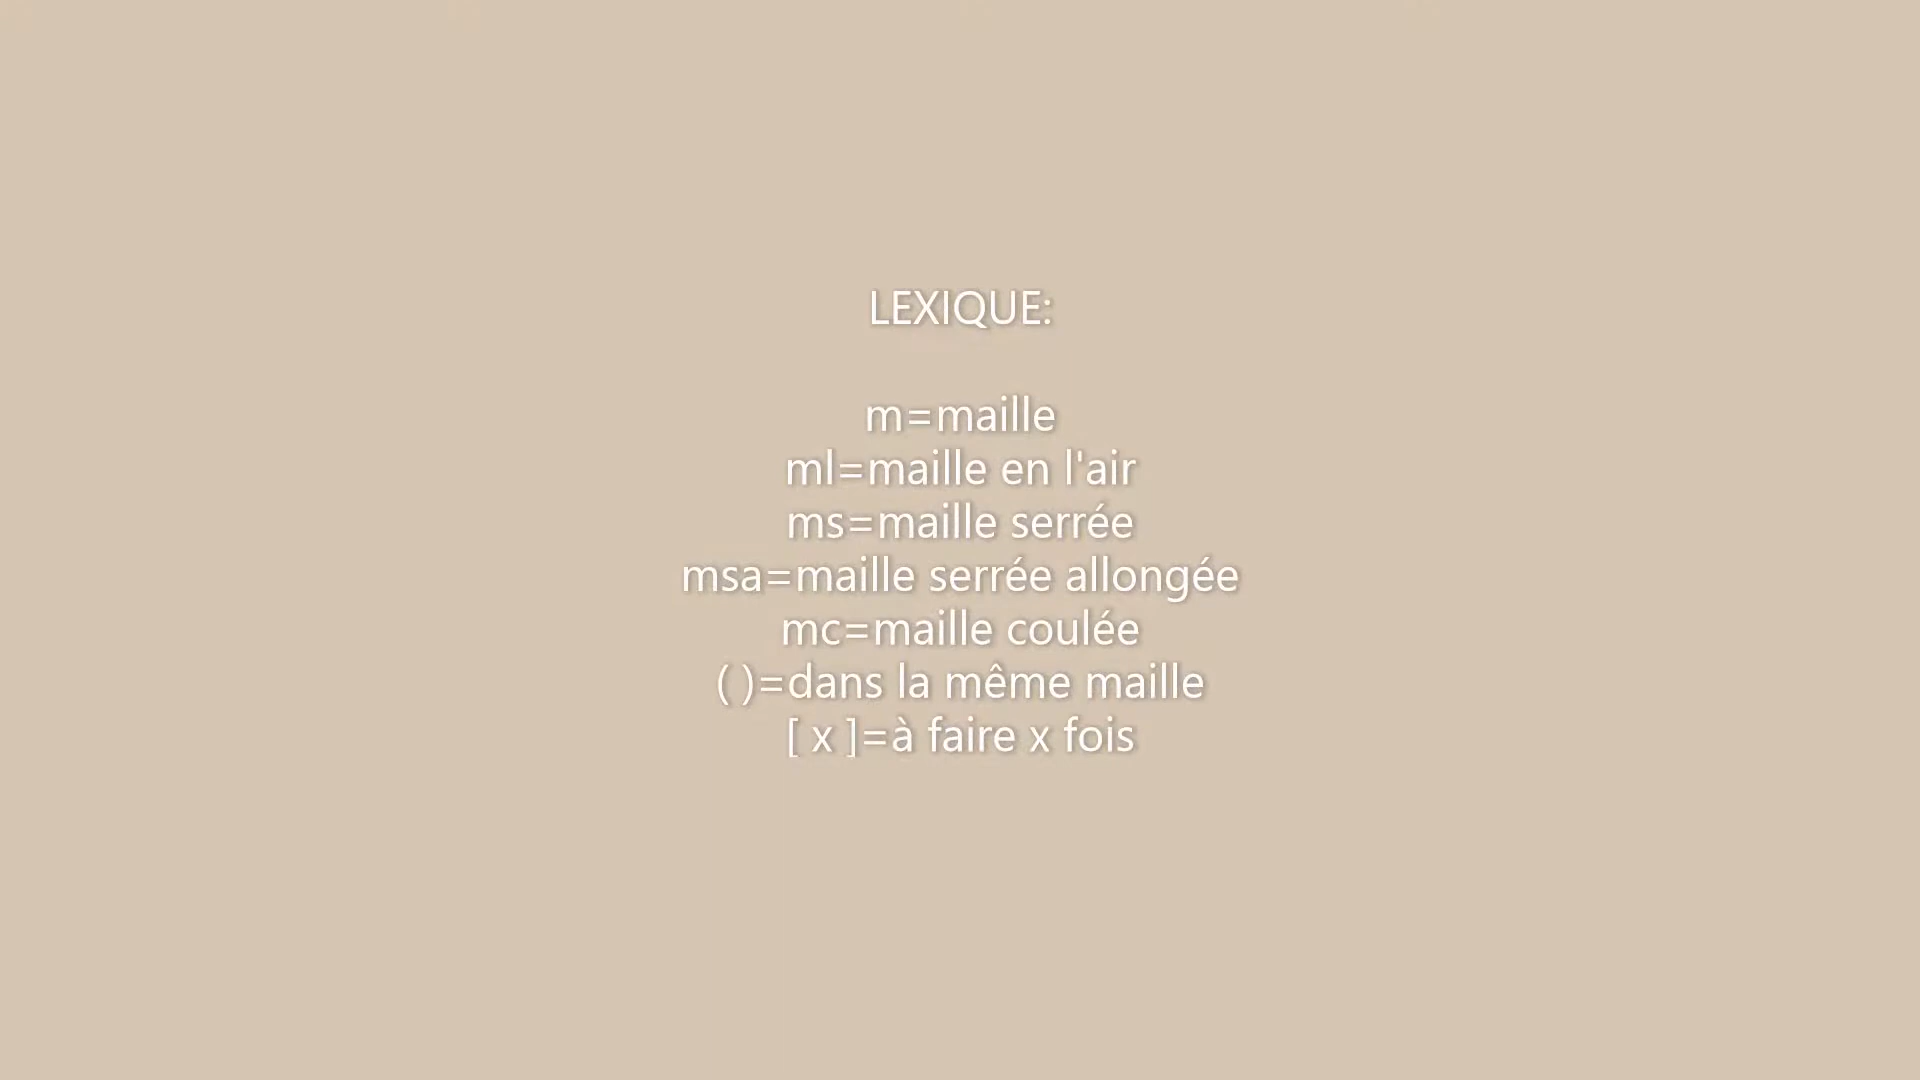 LEXIQUE:
m=maille
ml=maille en l'air
ms=maille serrée
msa=maille serrée allongée
mc=maille coulée
( )=dans la même maille
[ x ]=à faire x fois